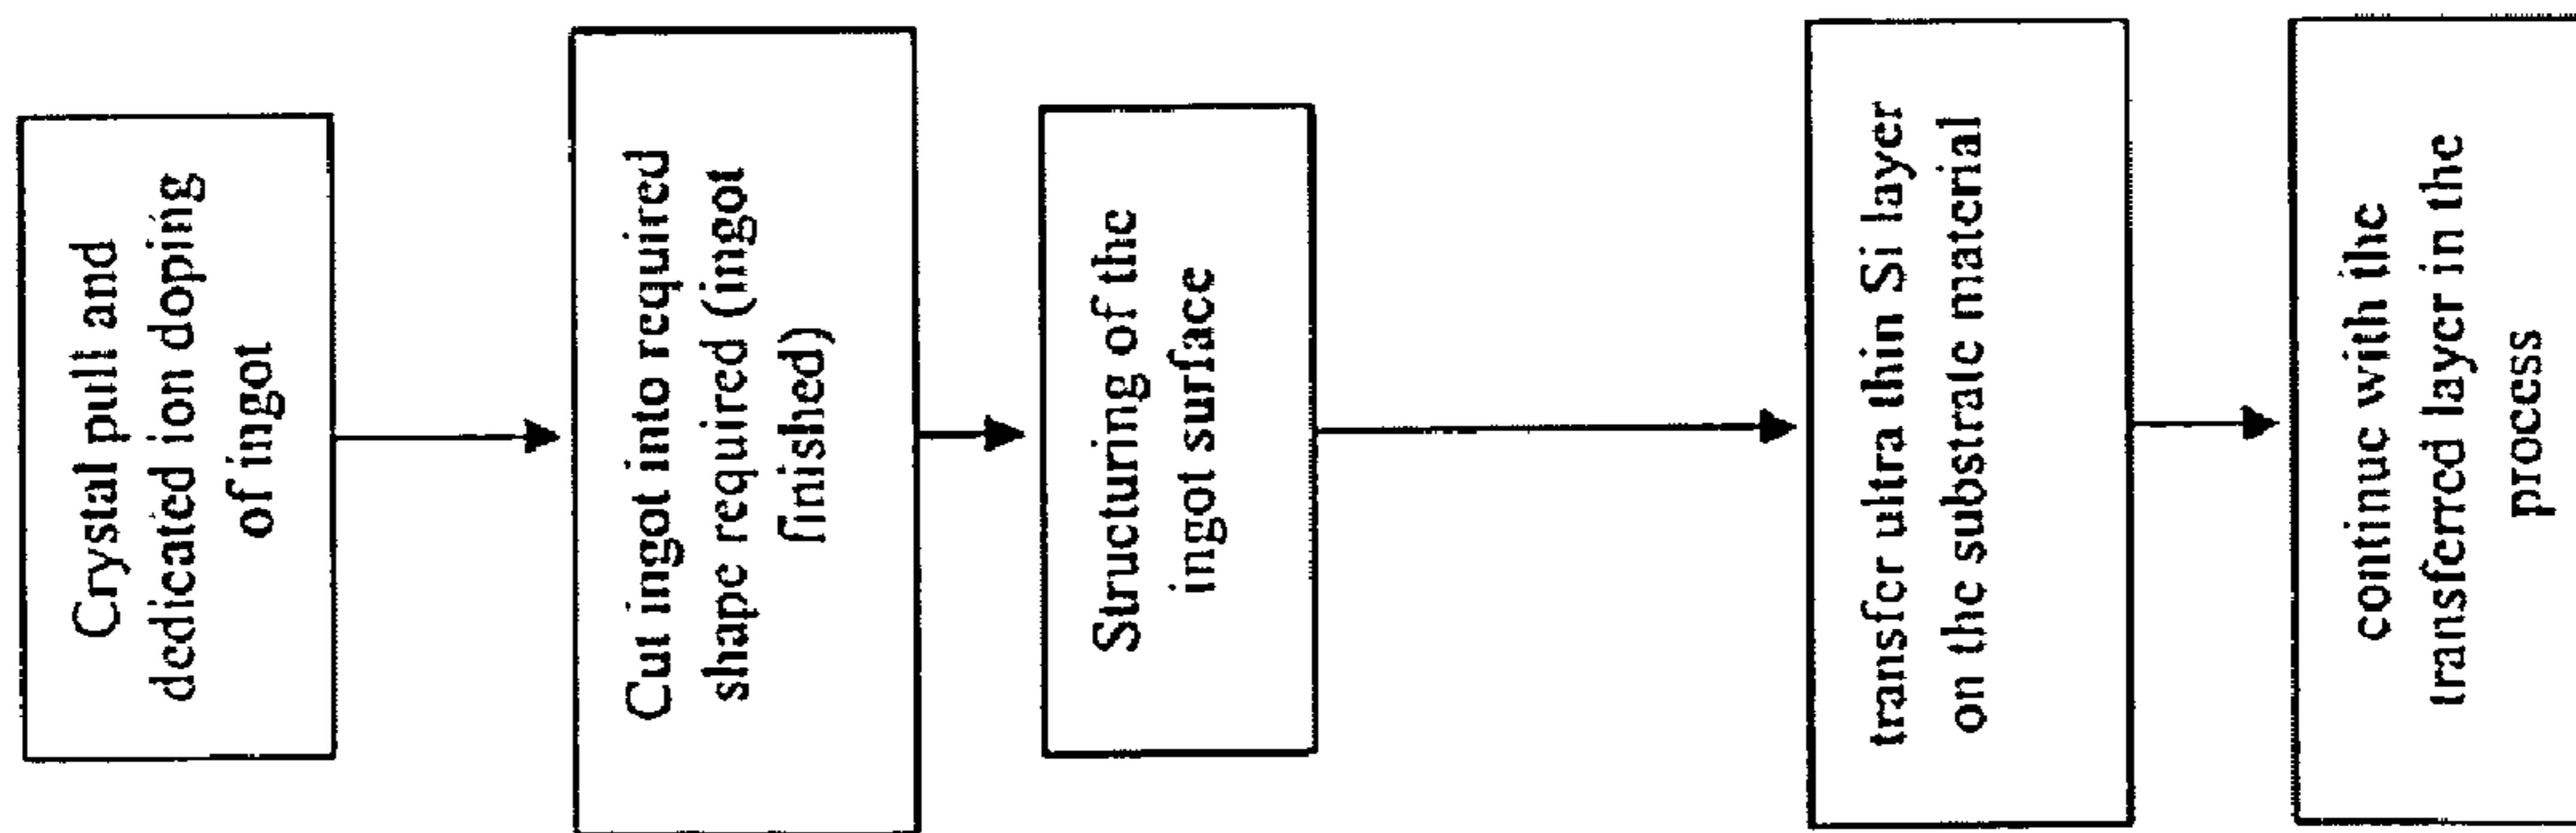 Crystal pull and
dedicated ion doping
of ingot
Cut ingot into required
shape required (ingot
finished)
Structuring of the
ingot surface
transfer ultra thin Si layer
on the substrate material
continue with the
transferred layer in the
process